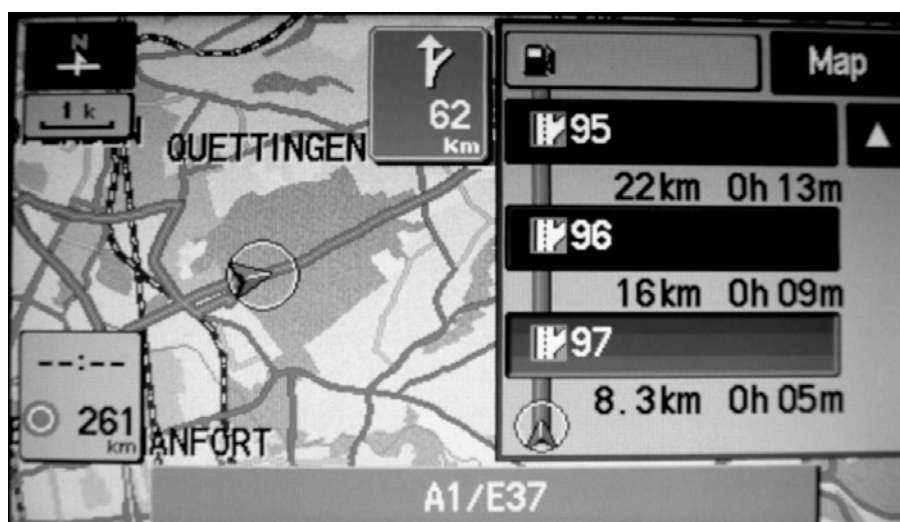 N
1 k
QUETTINGEN
62
km
Map
95
22km 0h 13m
96
16km 0h 09m
97
8.3km 0h 05m
--:--
261
km
ANFORT
A1/E37